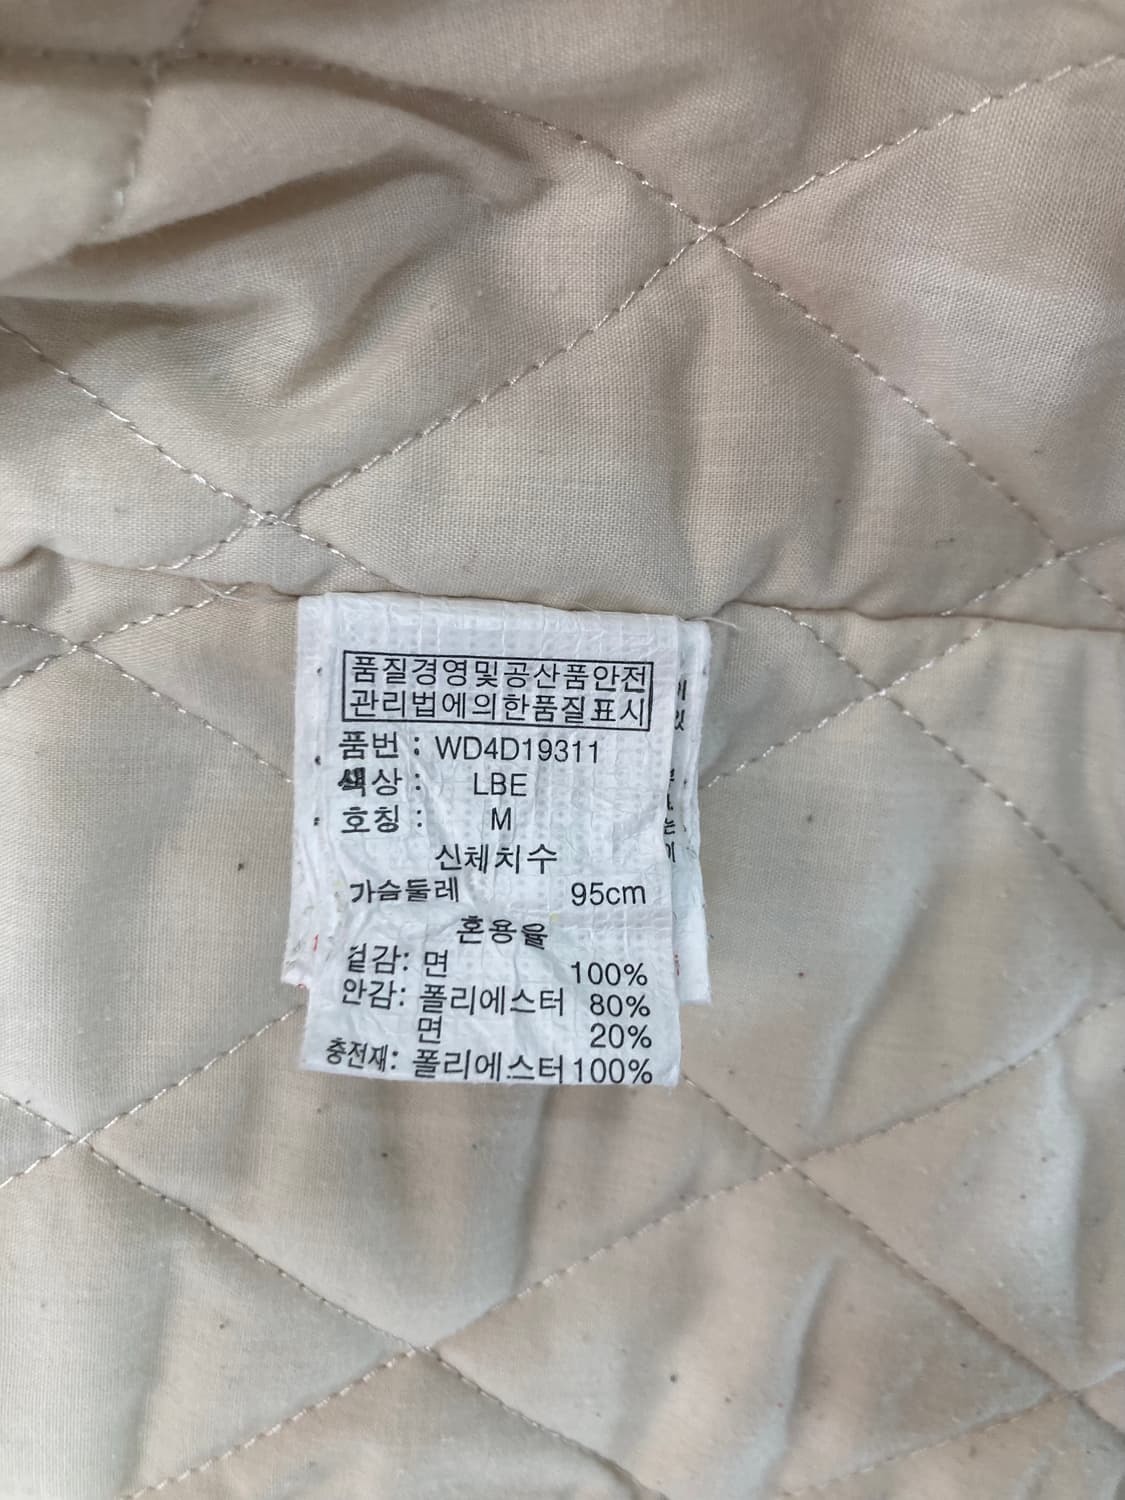 품질경영및공산품안전
관리법에의한품질표시
품번 : WD4D19311
색상 : LBE
호칭 : M
신체치수
가슴둘레 95cm
혼용율
겉감: 면 100%
안감: 폴리에스터 80%
면 20%
충전재: 폴리에스터 100%